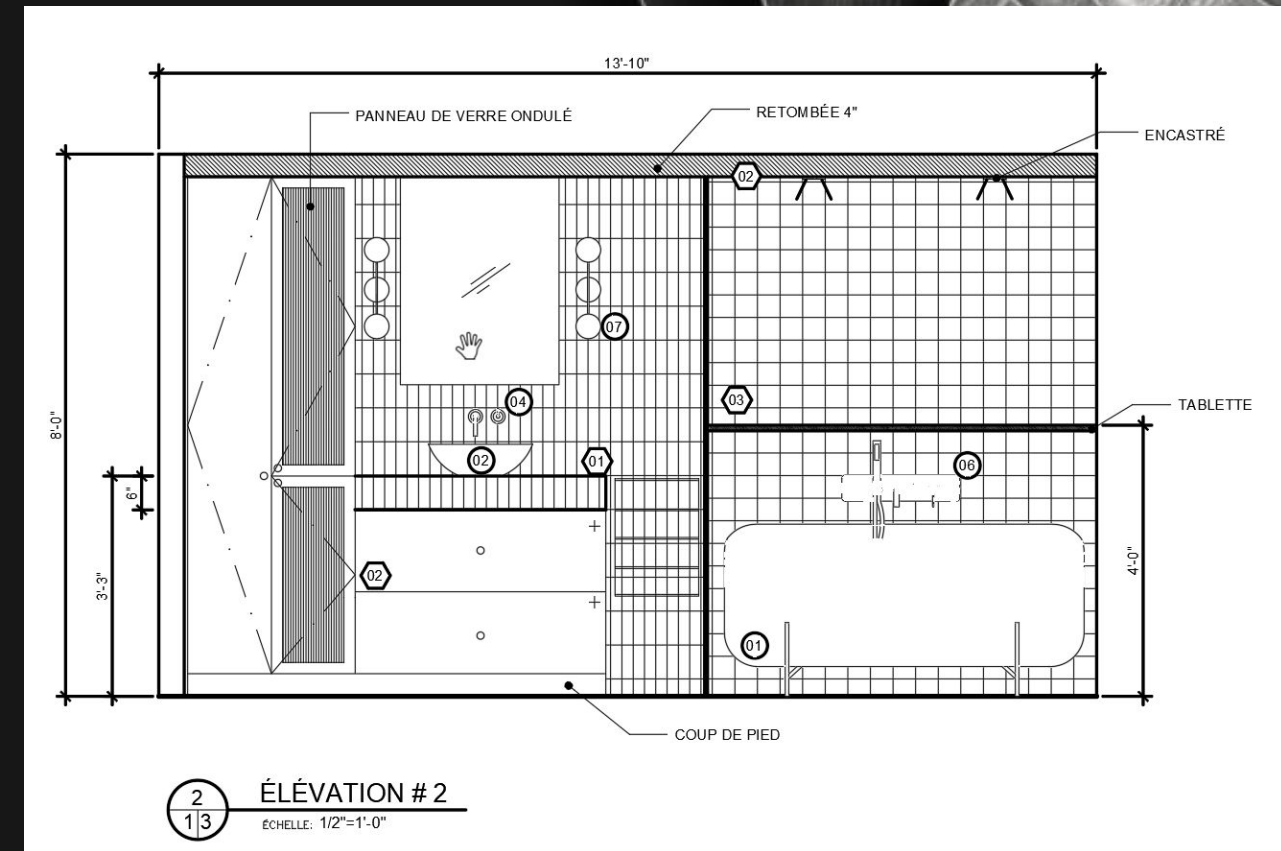 13'-10"
PANNEAU DE VERRE ONDULÉ
RETOMBÉE 4"
ENCASTRÉ
02
07
04
03
TABLETTE
8'-0"
02
01
06
6"
3'-3"
02
4'-0"
01
COUP DE PIED
2
1 3
ÉLÉVATION # 2
ÉCHELLE: 1/2"=1'-0"